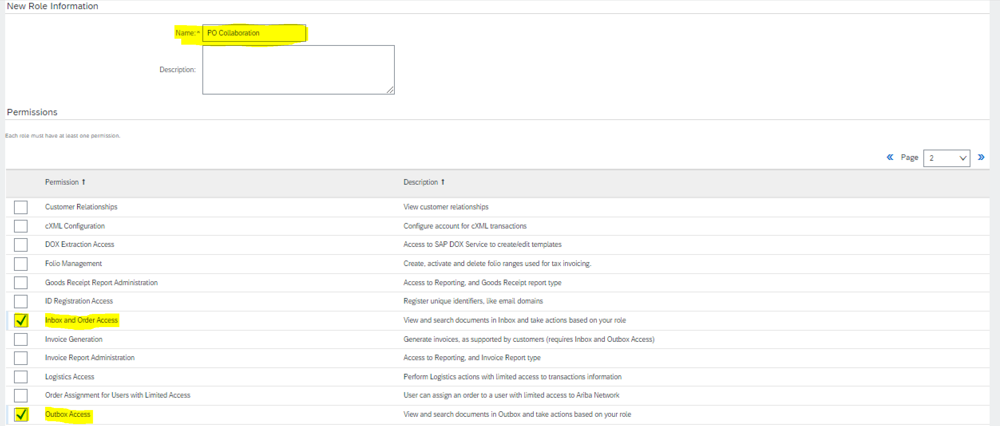 New Role Information
Name:* PO Collaboration
Description:
Permissions
Each role must have at least one permission.
« Page 2 »
Permission ↑ Description ↑
Customer Relationships View customer relationships
cXML Configuration Configure account for cXML transactions
DOX Extraction Access Access to SAP DOX Service to create/edit templates
Folio Management Create, activate and delete folio ranges used for tax invoicing.
Goods Receipt Report Administration Access to Reporting, and Goods Receipt report type
ID Registration Access Register unique identifiers, like email domains
Inbox and Order Access View and search documents in Inbox and take actions based on your role
Invoice Generation Generate invoices, as supported by customers (requires Inbox and Outbox Access)
Invoice Report Administration Access to Reporting, and Invoice Report type
Logistics Access Perform Logistics actions with limited access to transactions information
Order Assignment for Users with Limited Access User can assign an order to a user with limited access to Ariba Network
Outbox Access View and search documents in Outbox and take actions based on your role